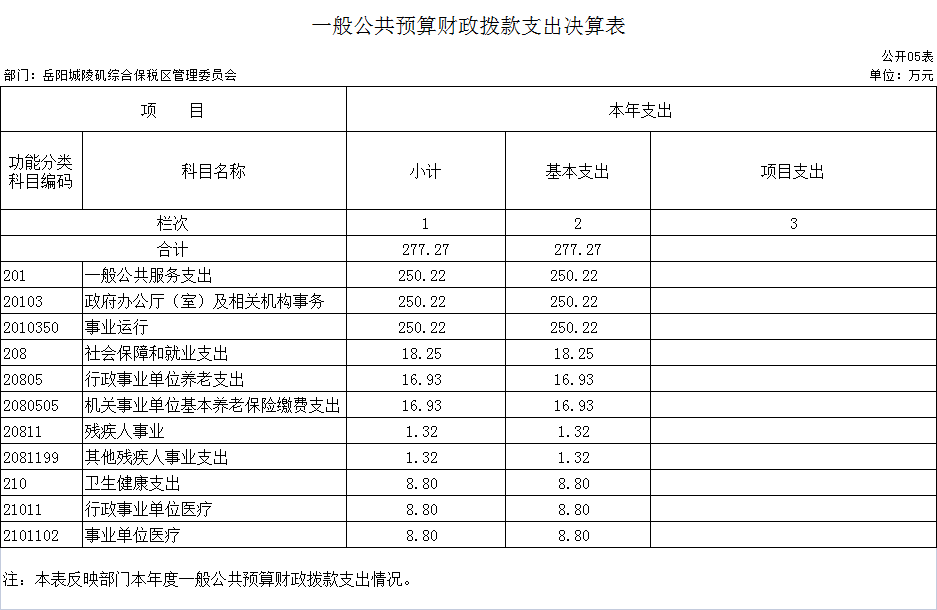 一般公共预算财政拨款支出决算表
公开05表
部门：岳阳城陵矶综合保税区管理委员会 单位：万元
项 目 本年支出
功能分类科目编码 科目名称 小计 基本支出 项目支出
栏次 1 2 3
合计 277.27 277.27
201 一般公共服务支出 250.22 250.22
20103 政府办公厅（室）及相关机构事务 250.22 250.22
2010350 事业运行 250.22 250.22
208 社会保障和就业支出 18.25 18.25
20805 行政事业单位养老支出 16.93 16.93
2080505 机关事业单位基本养老保险缴费支出 16.93 16.93
20811 残疾人事业 1.32 1.32
2081199 其他残疾人事业支出 1.32 1.32
210 卫生健康支出 8.80 8.80
21011 行政事业单位医疗 8.80 8.80
2101102 事业单位医疗 8.80 8.80
注：本表反映部门本年度一般公共预算财政拨款支出情况。